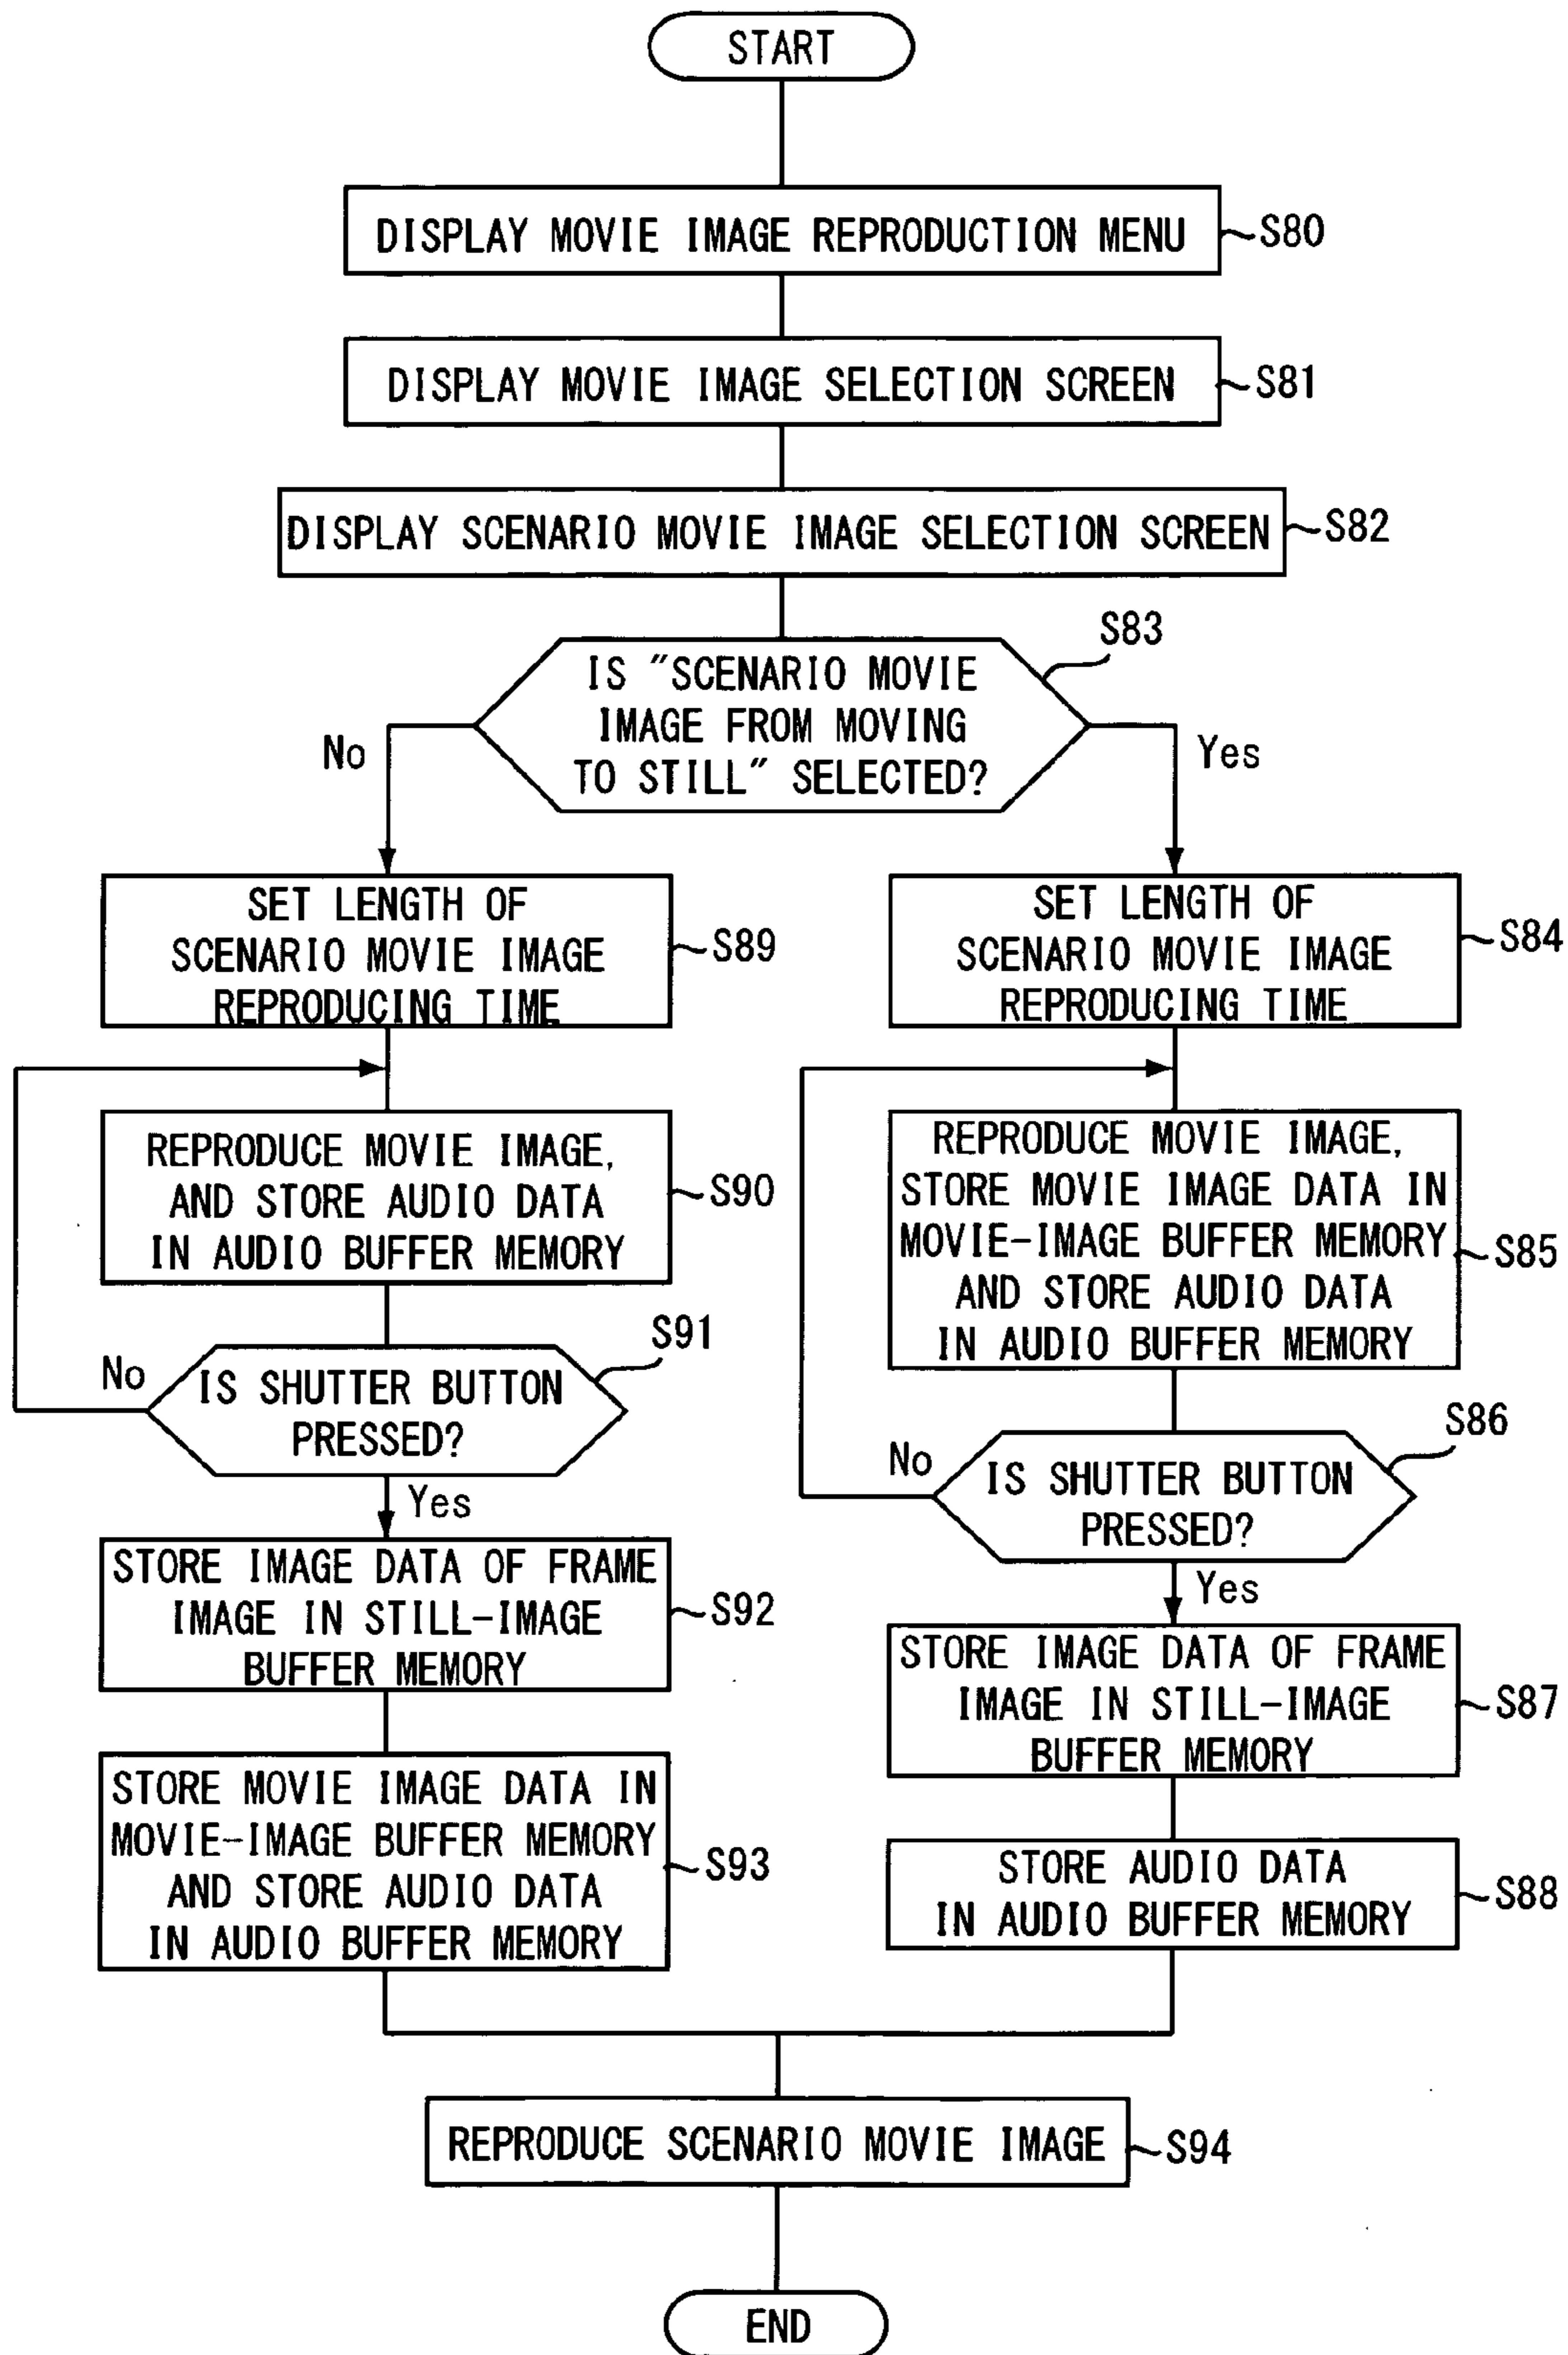 START
DISPLAY MOVIE IMAGE REPRODUCTION MENU
S80
DISPLAY MOVIE IMAGE SELECTION SCREEN
S81
DISPLAY SCENARIO MOVIE IMAGE SELECTION SCREEN
S82
S83
IS "SCENARIO MOVIE
IMAGE FROM MOVING
TO STILL" SELECTED?
No
Yes
SET LENGTH OF
SCENARIO MOVIE IMAGE
REPRODUCING TIME
S89
REPRODUCE MOVIE IMAGE,
AND STORE AUDIO DATA
IN AUDIO BUFFER MEMORY
S90
S91
No
IS SHUTTER BUTTON
PRESSED?
Yes
STORE IMAGE DATA OF FRAME
IMAGE IN STILL-IMAGE
BUFFER MEMORY
S92
STORE MOVIE IMAGE DATA IN
MOVIE-IMAGE BUFFER MEMORY
AND STORE AUDIO DATA
IN AUDIO BUFFER MEMORY
S93
SET LENGTH OF
SCENARIO MOVIE IMAGE
REPRODUCING TIME
S84
REPRODUCE MOVIE IMAGE,
STORE MOVIE IMAGE DATA IN
MOVIE-IMAGE BUFFER MEMORY
AND STORE AUDIO DATA
IN AUDIO BUFFER MEMORY
S85
S86
No
IS SHUTTER BUTTON
PRESSED?
Yes
STORE IMAGE DATA OF FRAME
IMAGE IN STILL-IMAGE
BUFFER MEMORY
S87
STORE AUDIO DATA
IN AUDIO BUFFER MEMORY
S88
REPRODUCE SCENARIO MOVIE IMAGE
S94
END